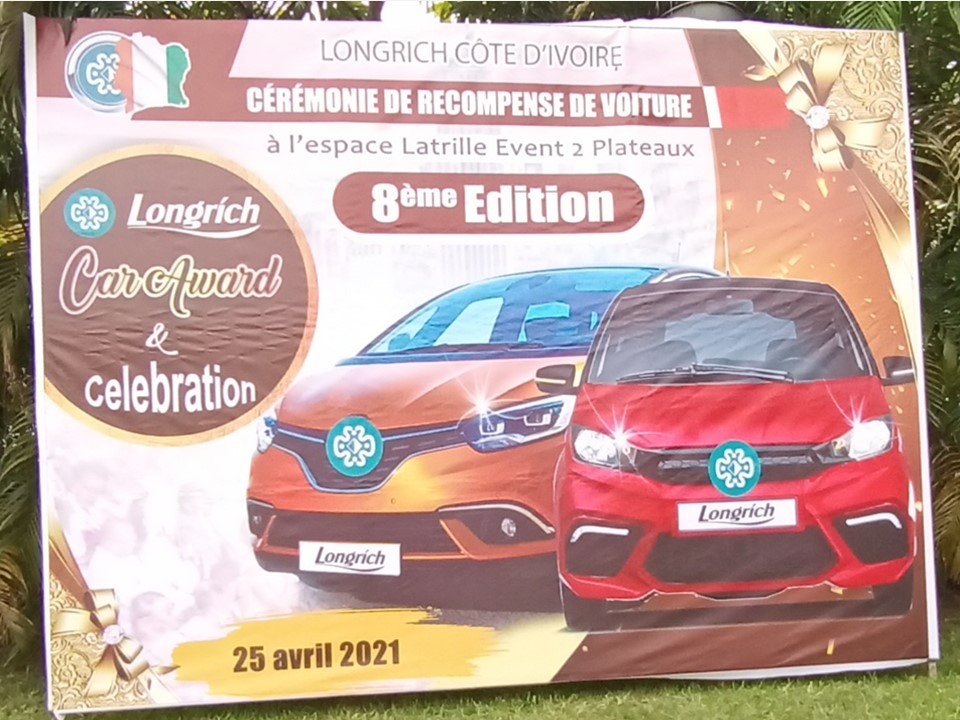 LONGRICH CÔTE D'IVOIRE
CÉRÉMONIE DE RECOMPENSE DE VOITURE
à l'espace Latrille Event 2 Plateaux
8ème Edition
Longrich
Car Award
&
Celebration
Longrich
Longrich
25 avril 2021